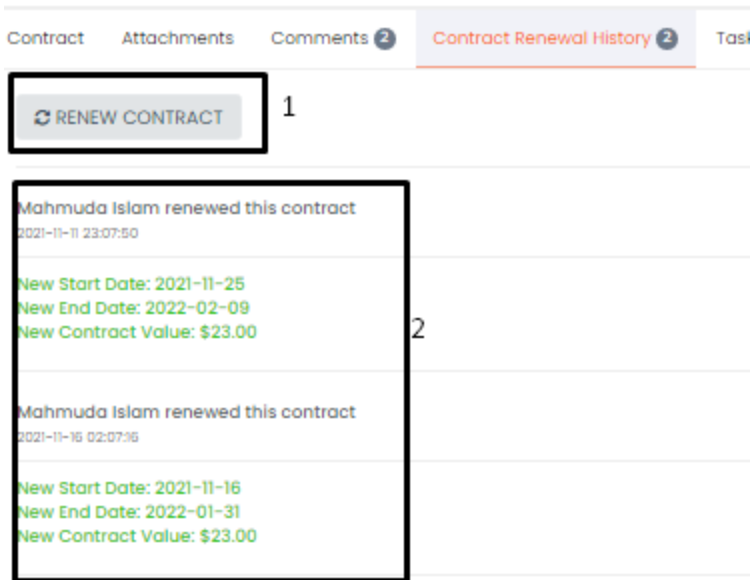 Contract Attachments Comments 2 Contract Renewal History 2 Task
RENEW CONTRACT 1
Mahmuda Islam renewed this contract
2021-11-11 23:07:50
New Start Date: 2021-11-25
New End Date: 2022-02-09
New Contract Value: $23.00
2
Mahmuda Islam renewed this contract
2021-11-16 02:07:16
New Start Date: 2021-11-16
New End Date: 2022-01-31
New Contract Value: $23.00